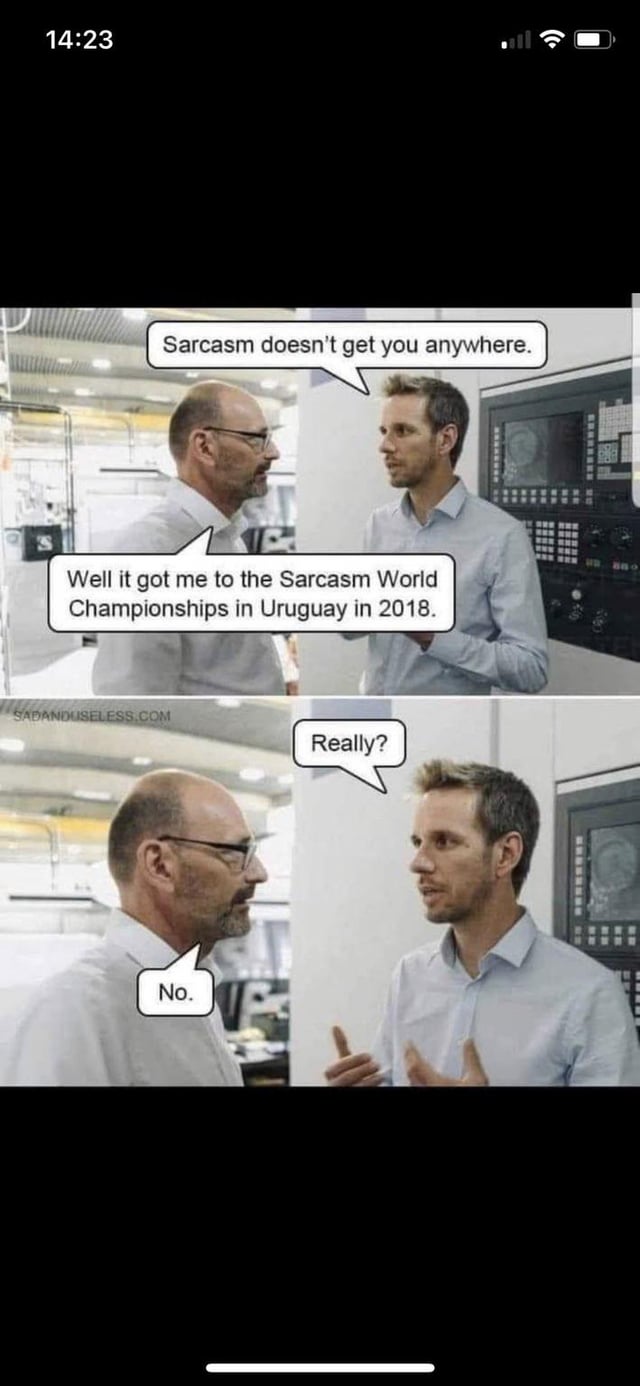 14:23
Sarcasm doesn't get you anywhere.
Well it got me to the Sarcasm World
Championships in Uruguay in 2018.
SADANDUSELESS.COM
Really?
No.